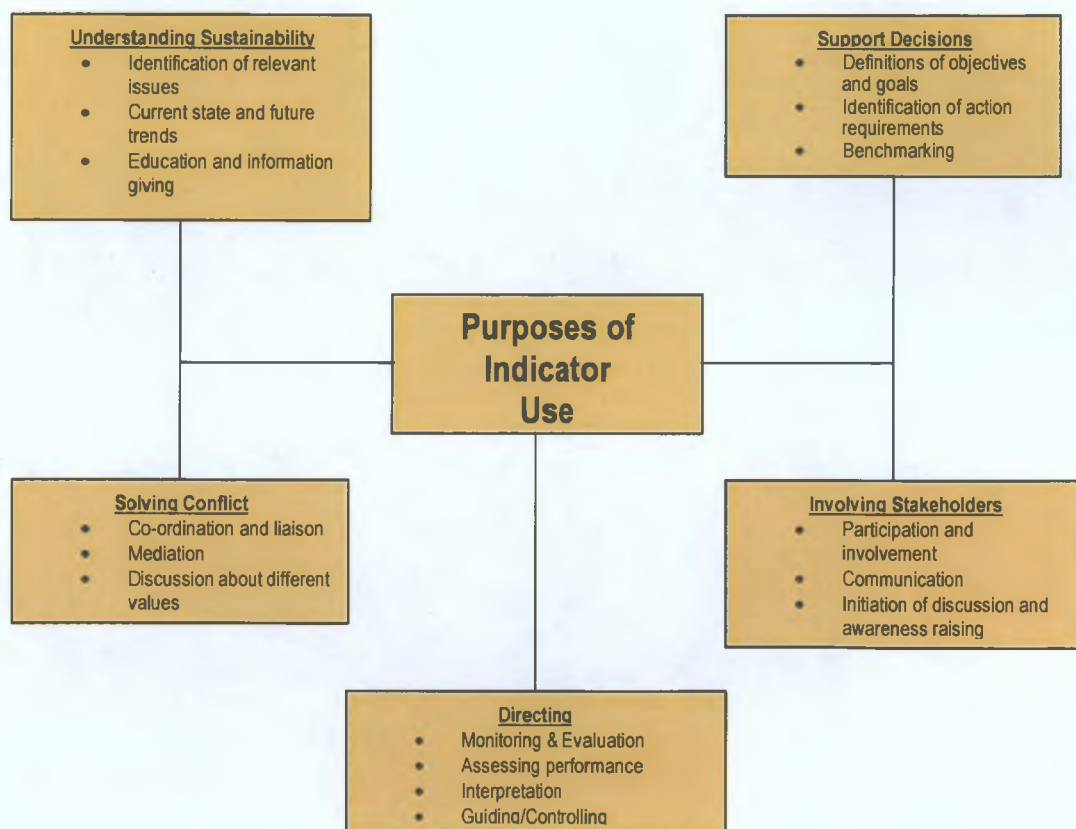 Understanding Sustainability
• Identification of relevant
issues
• Current state and future
trends
• Education and information
giving
Support Decisions
• Definitions of objectives
and goals
• Identification of action
requirements
• Benchmarking
Purposes of
Indicator
Use
Solving Conflict
• Co-ordination and liaison
• Mediation
• Discussion about different
values
Involving Stakeholders
• Participation and
involvement
• Communication
• Initiation of discussion and
awareness raising
Directing
• Monitoring & Evaluation
• Assessing performance
• Interpretation
• Guiding/Controlling